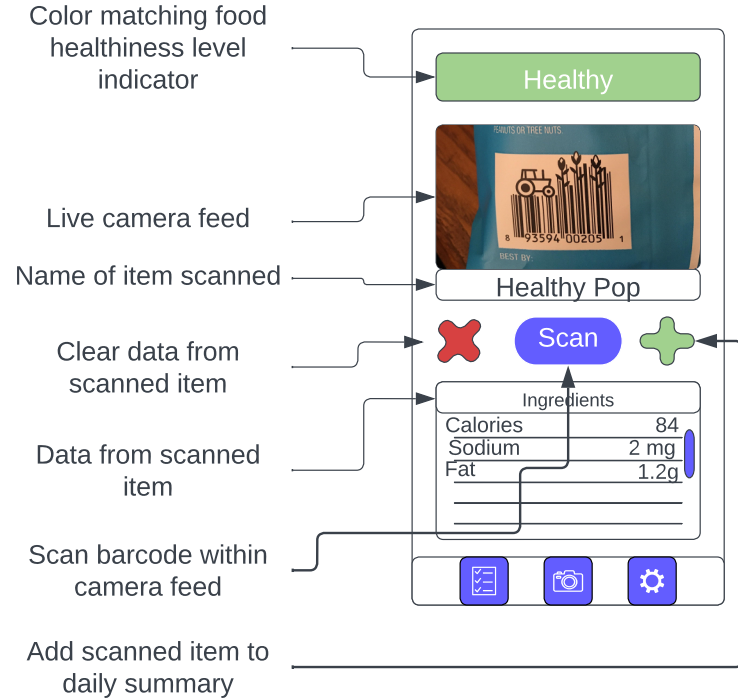 Color matching food
healthiness level
indicator
Healthy
PEANUTS OR TREE NUTS.
Live camera feed
8 93594 00205 1
BEST BY:
Name of item scanned
Healthy Pop
Clear data from
scanned item
Scan
Data from scanned
item
Ingredients
Calories 84
Sodium 2 mg
Fat 1.2g
Scan barcode within
camera feed
Add scanned item to
daily summary